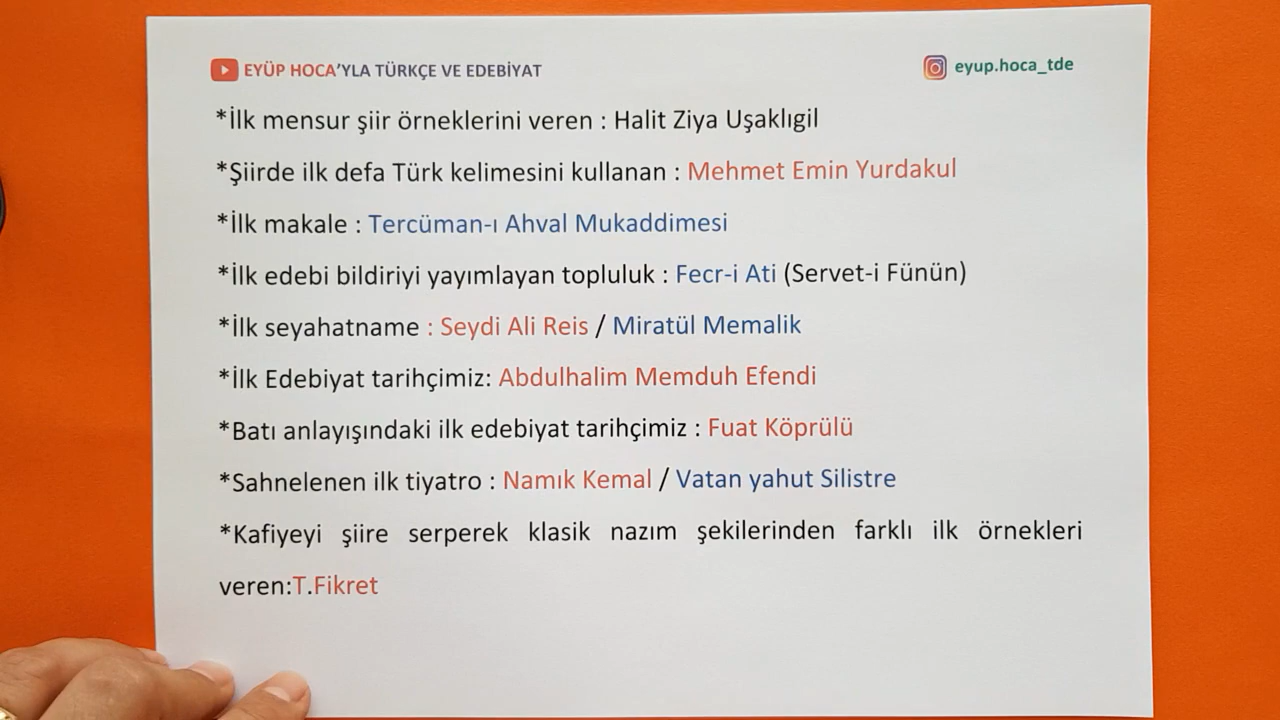 EYÜP HOCA'YLA TÜRKÇE VE EDEBİYAT
eyup.hoca_tde
*İlk mensur şiir örneklerini veren : Halit Ziya Uşaklıgil
*Şiirde ilk defa Türk kelimesini kullanan : Mehmet Emin Yurdakul
*İlk makale : Tercüman-ı Ahval Mukaddimesi
*İlk edebi bildiriyi yayımlayan topluluk : Fecr-i Ati (Servet-i Fünün)
*İlk seyahatname : Seydi Ali Reis / Miratül Memalik
*İlk Edebiyat tarihçimiz: Abdulhalim Memduh Efendi
*Batı anlayışındaki ilk edebiyat tarihçimiz : Fuat Köprülü
*Sahnelenen ilk tiyatro : Namık Kemal / Vatan yahut Silistre
*Kafiyeyi şiire serperek klasik nazım şekilerinden farklı ilk örnekleri
veren:T.Fikret